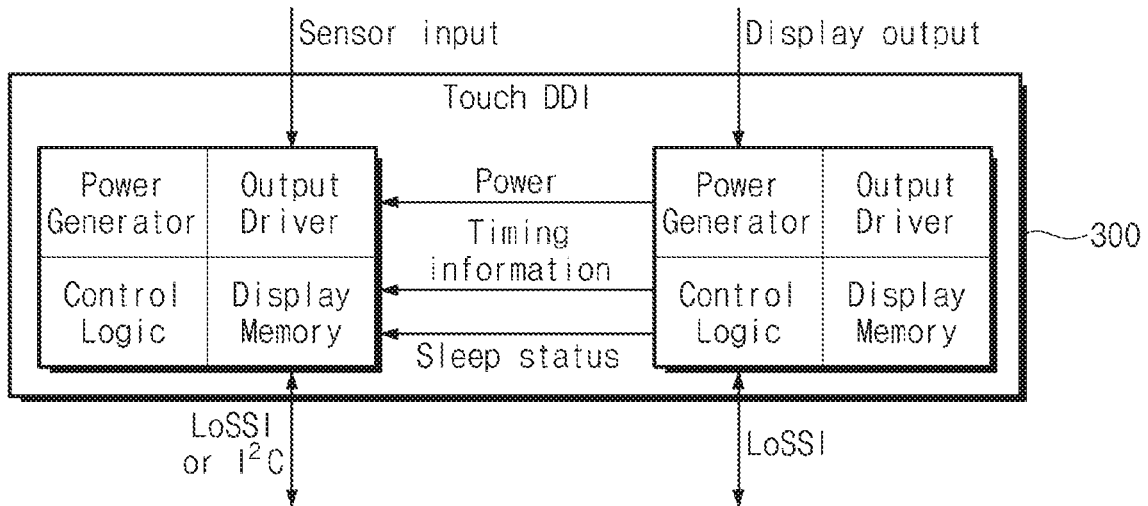 Sensor input
Display output
Touch DDI
Power
Generator
Output
Driver
Control
Logic
Display
Memory
Power
Timing
information
Sleep status
Power
Generator
Output
Driver
Control
Logic
Display
Memory
300
LoSSI
or I²C
LoSSI